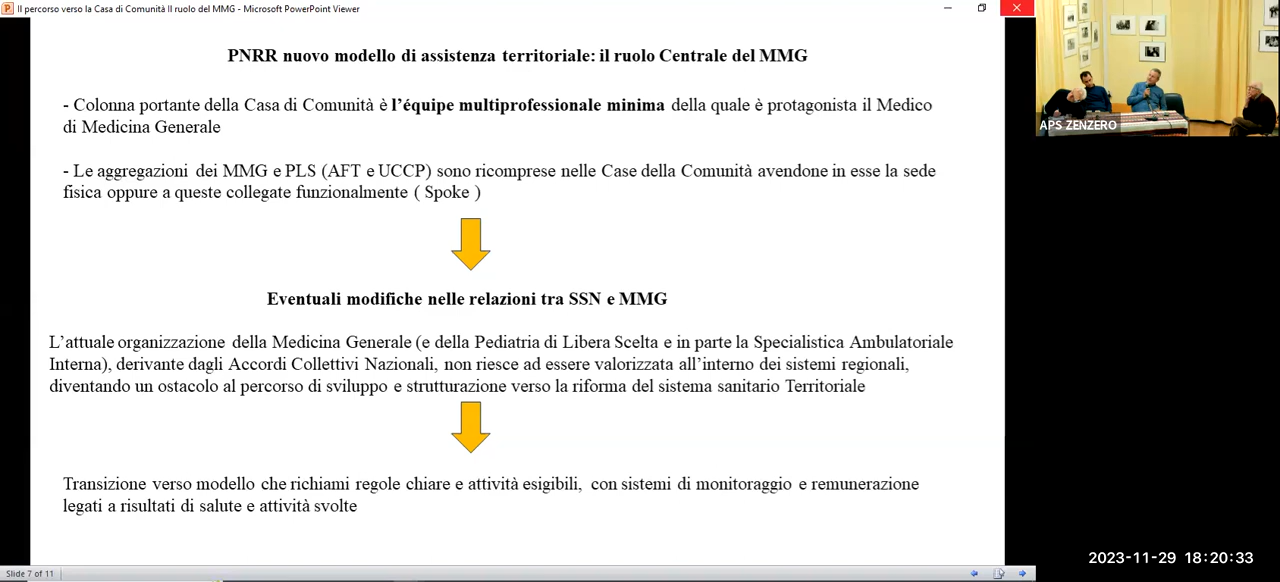 Il percorso verso la Casa di Comunità Il ruolo del MMG - Microsoft PowerPoint Viewer
PNRR nuovo modello di assistenza territoriale: il ruolo Centrale del MMG
- Colonna portante della Casa di Comunità è l'équipe multiprofessionale minima della quale è protagonista il Medico
di Medicina Generale
- Le aggregazioni dei MMG e PLS (AFT e UCCP) sono ricomprese nelle Case della Comunità avendone in esse la sede
fisica oppure a queste collegate funzionalmente ( Spoke )
Eventuali modifiche nelle relazioni tra SSN e MMG
L'attuale organizzazione della Medicina Generale (e della Pediatria di Libera Scelta e in parte la Specialistica Ambulatoriale
Interna), derivante dagli Accordi Collettivi Nazionali, non riesce ad essere valorizzata all'interno dei sistemi regionali,
diventando un ostacolo al percorso di sviluppo e strutturazione verso la riforma del sistema sanitario Territoriale
Transizione verso modello che richiami regole chiare e attività esigibili, con sistemi di monitoraggio e remunerazione
legati a risultati di salute e attività svolte
Slide 7 of 11
APS ZENZERO
2023-11-29 18:20:33